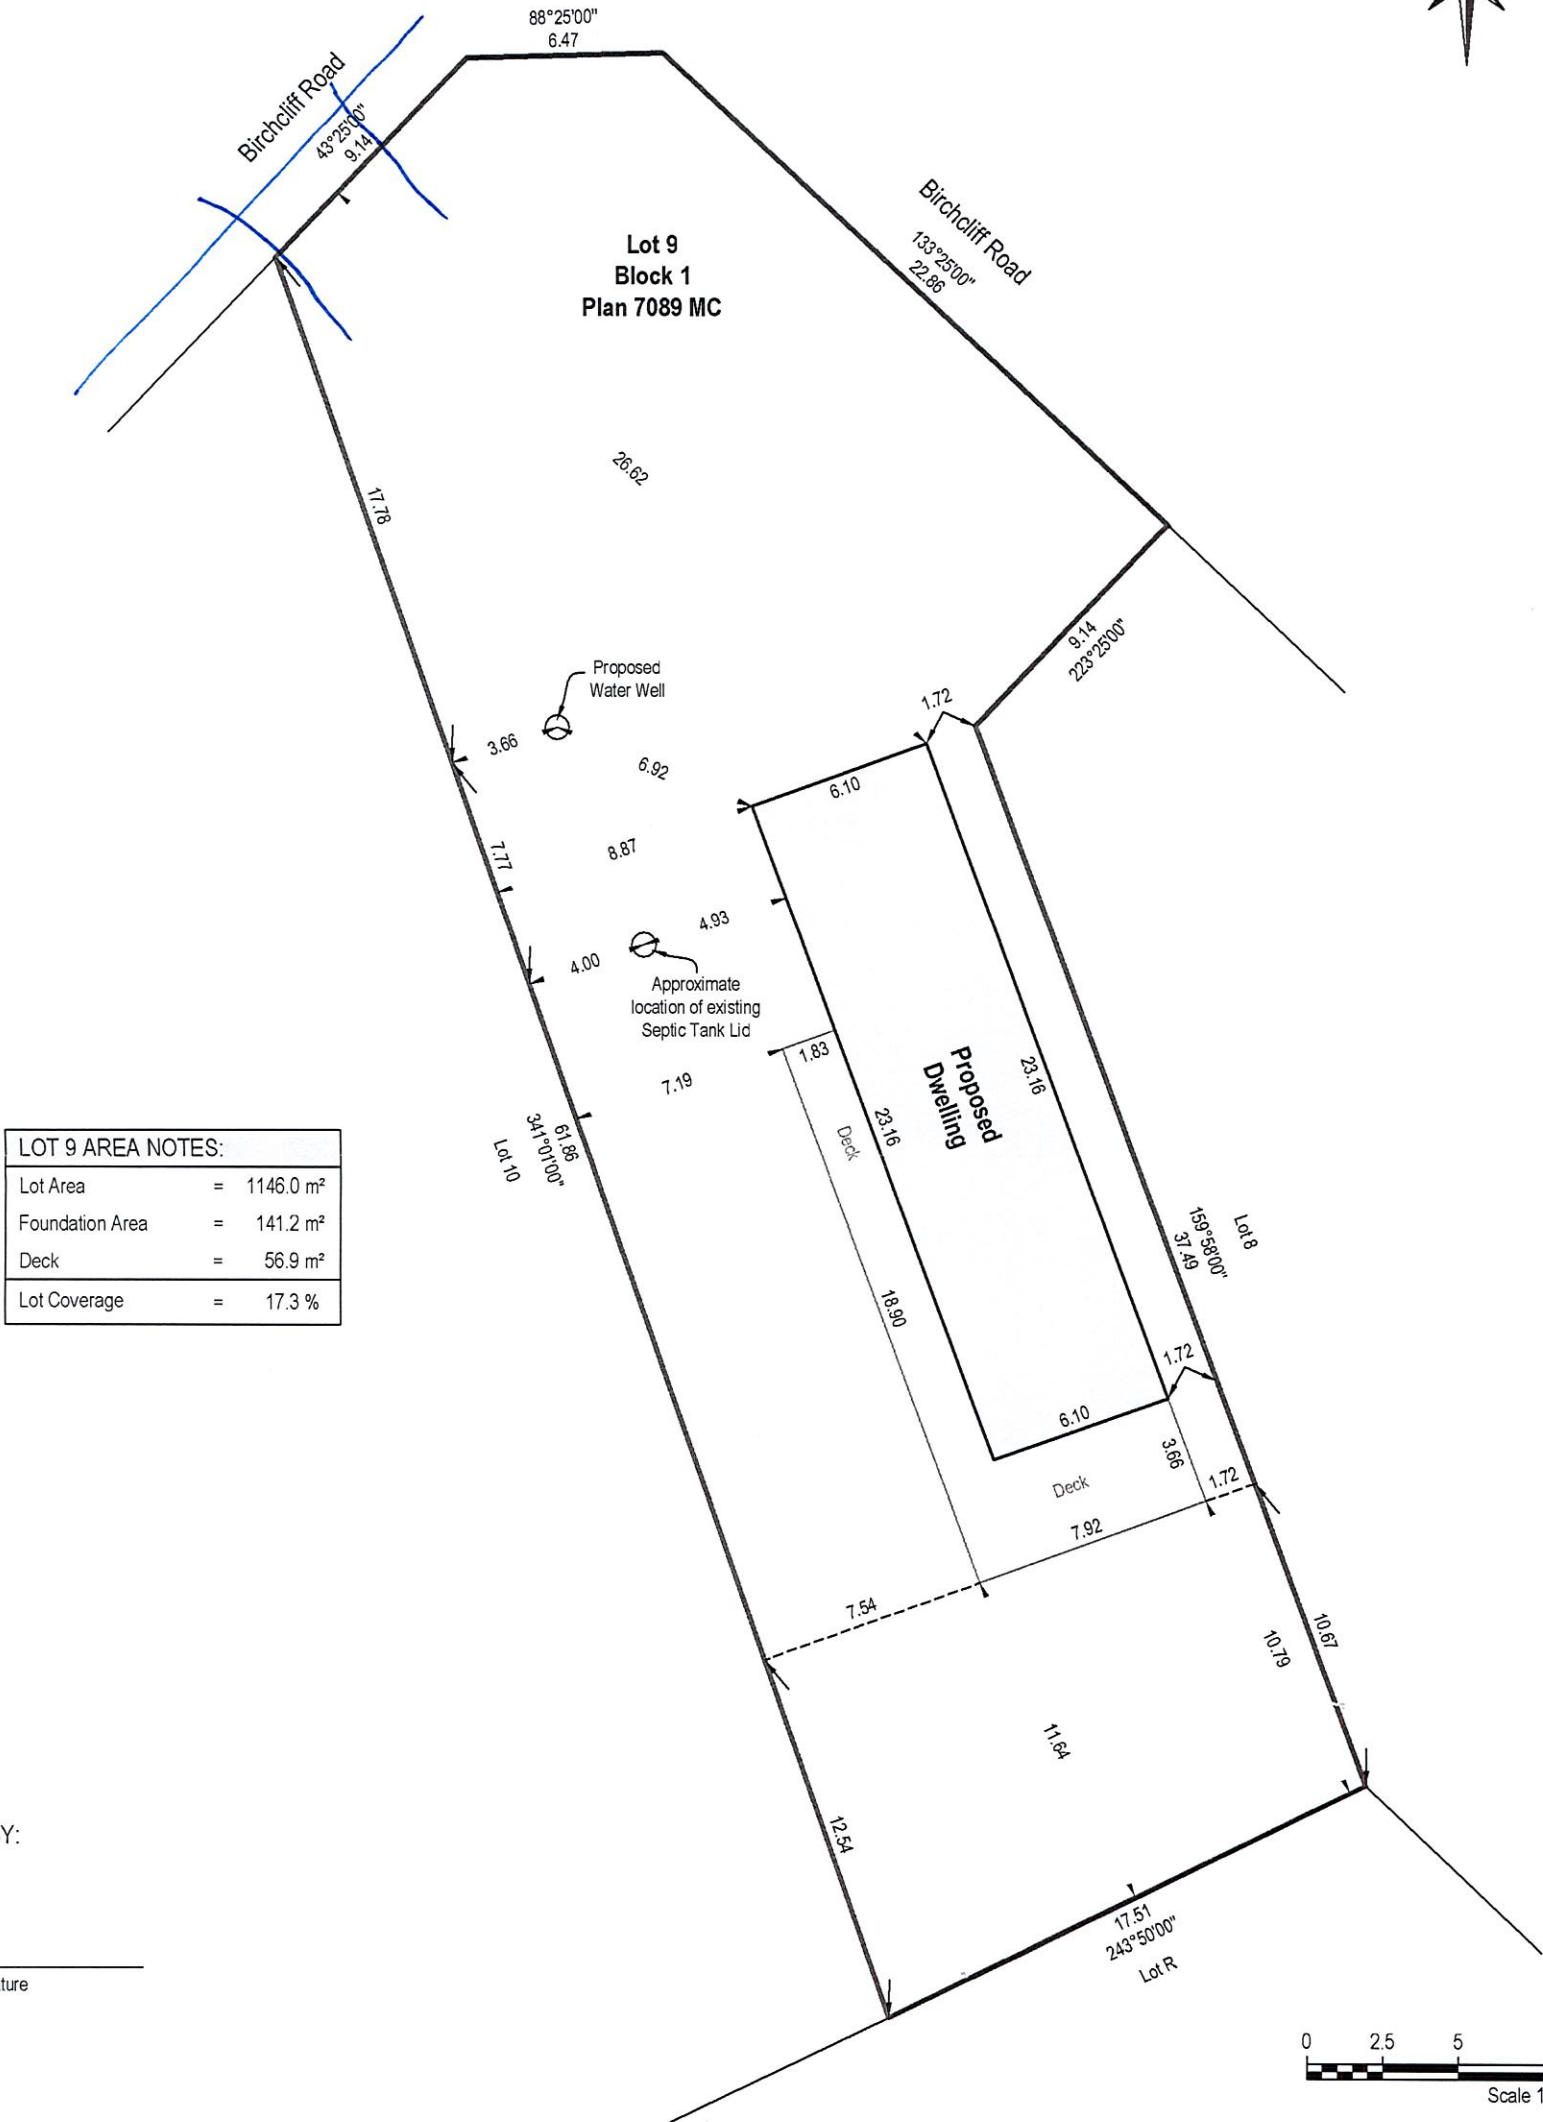 88°25'00"
6.47
Birchcliff Road
43°25'00"
9.14
Birchcliff Road
133°25'00"
22.86
Lot 9
Block 1
Plan 7089 MC
26.62
17.78
9.14
223°25'00"
Proposed
Water Well
3.66
6.92
1.72
6.10
7.77
8.87
4.93
4.00
Approximate
location of existing
Septic Tank Lid
1.83
7.19
Proposed
Dwelling
23.16
23.16
Deck
61.86
341°01'00"
Lot 10
LOT 9 AREA NOTES:
Lot Area = 1146.0 m²
Foundation Area = 141.2 m²
Deck = 56.9 m²
Lot Coverage = 17.3 %
Lot 8
159°58'00"
37.49
18.90
1.72
6.10
3.66
1.72
Deck
7.92
7.54
10.67
10.79
11.64
12.54
Y:
ture
17.51
243°50'00"
Lot R
0 2.5 5
Scale 1